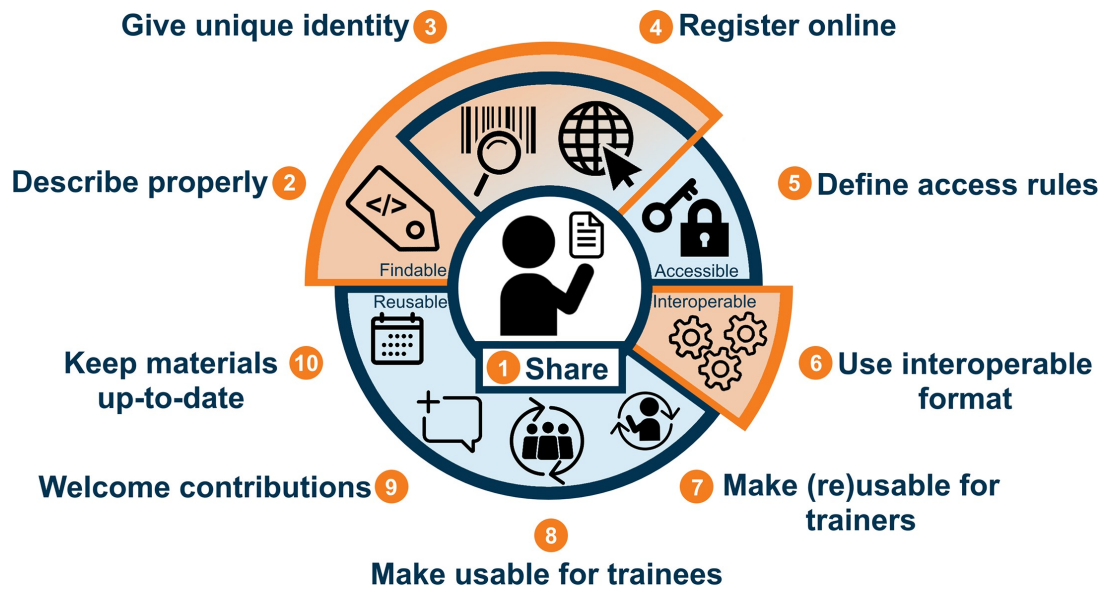 Give unique identity 3
4 Register online
Describe properly 2
5 Define access rules
</>
Findable
Accessible
Reusable
Interoperable
1 Share
Keep materials 10
up-to-date
6 Use interoperable
format
Welcome contributions 9
7 Make (re)usable for
trainers
8
Make usable for trainees